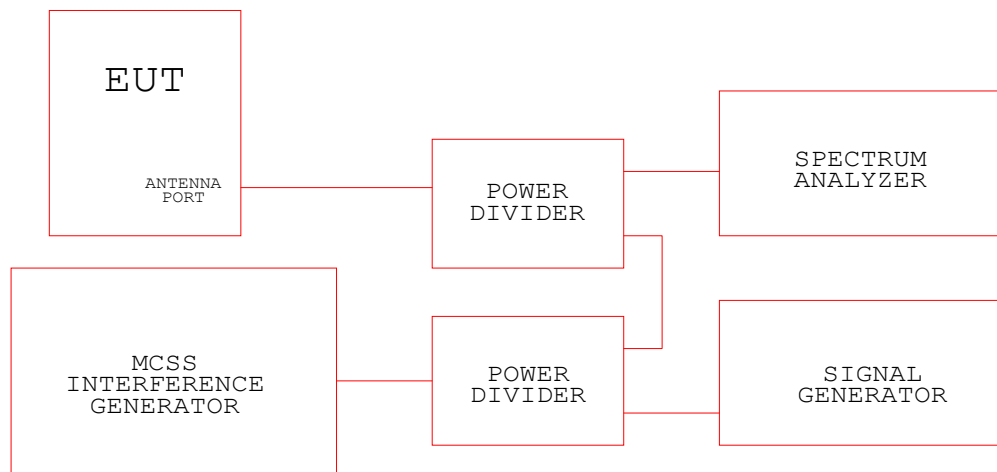 EUT
ANTENNA
PORT
POWER
DIVIDER
SPECTRUM
ANALYZER
MCSS
INTERFERENCE
GENERATOR
POWER
DIVIDER
SIGNAL
GENERATOR